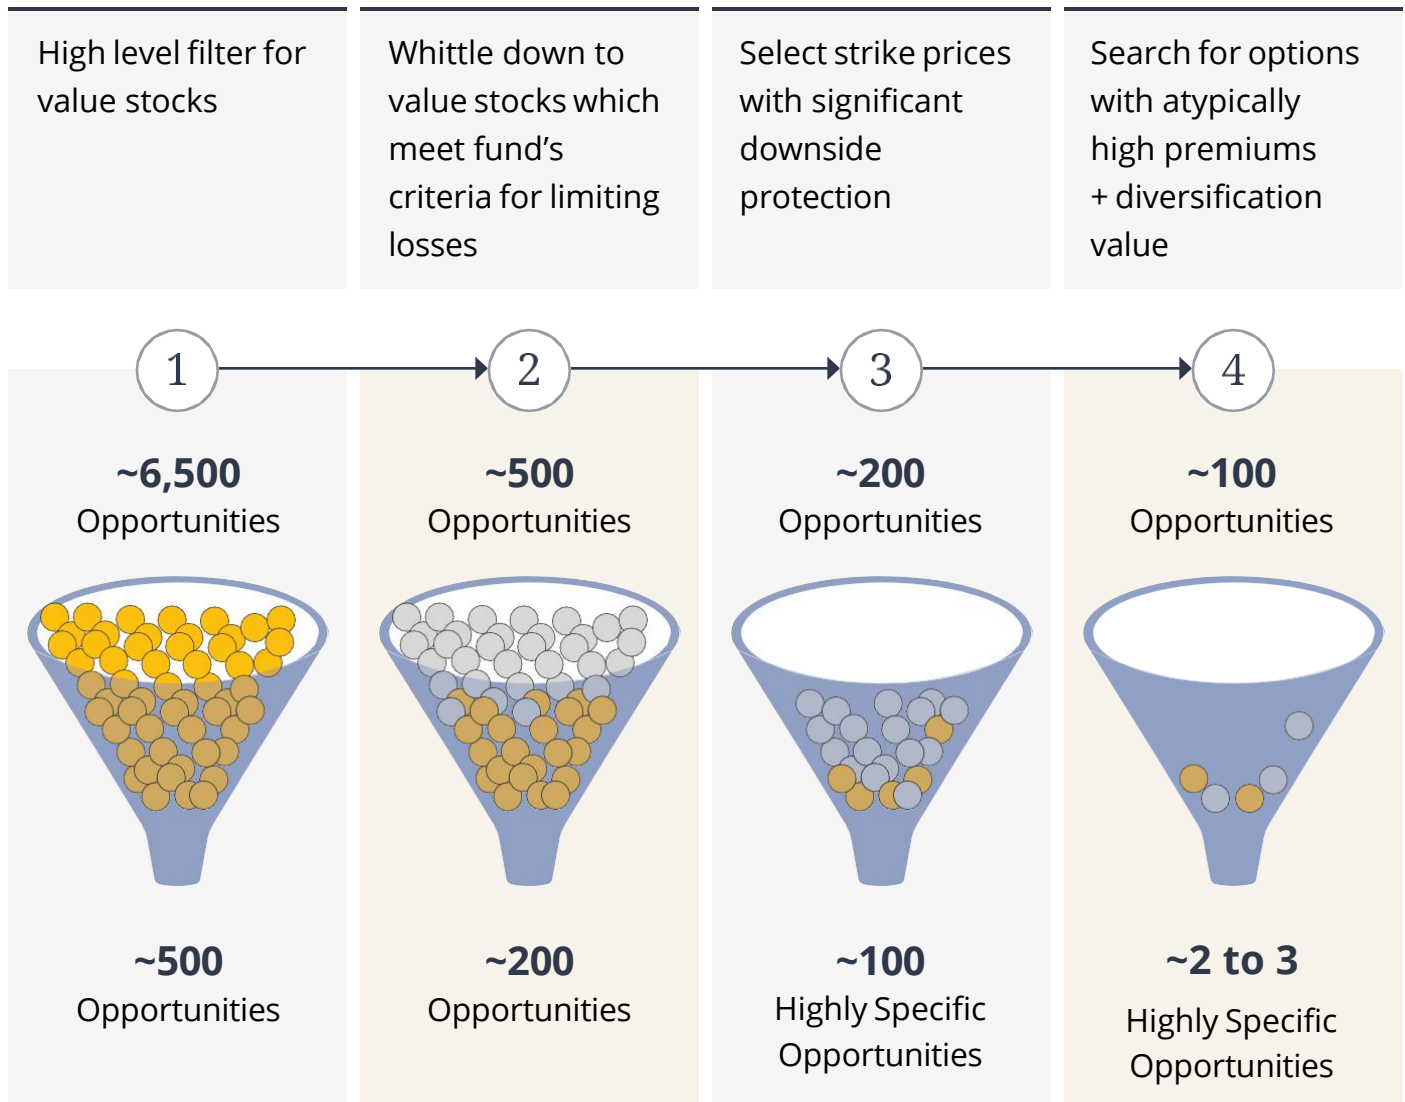 High level filter for
value stocks
Whittle down to
value stocks which
meet fund’s
criteria for limiting
losses
Select strike prices
with significant
downside
protection
Search for options
with atypically
high premiums
+ diversification
value
1
2
3
4
~6,500
Opportunities
~500
Opportunities
~200
Opportunities
~100
Opportunities
~500
Opportunities
~200
Opportunities
~100
Highly Specific
Opportunities
~2 to 3
Highly Specific
Opportunities